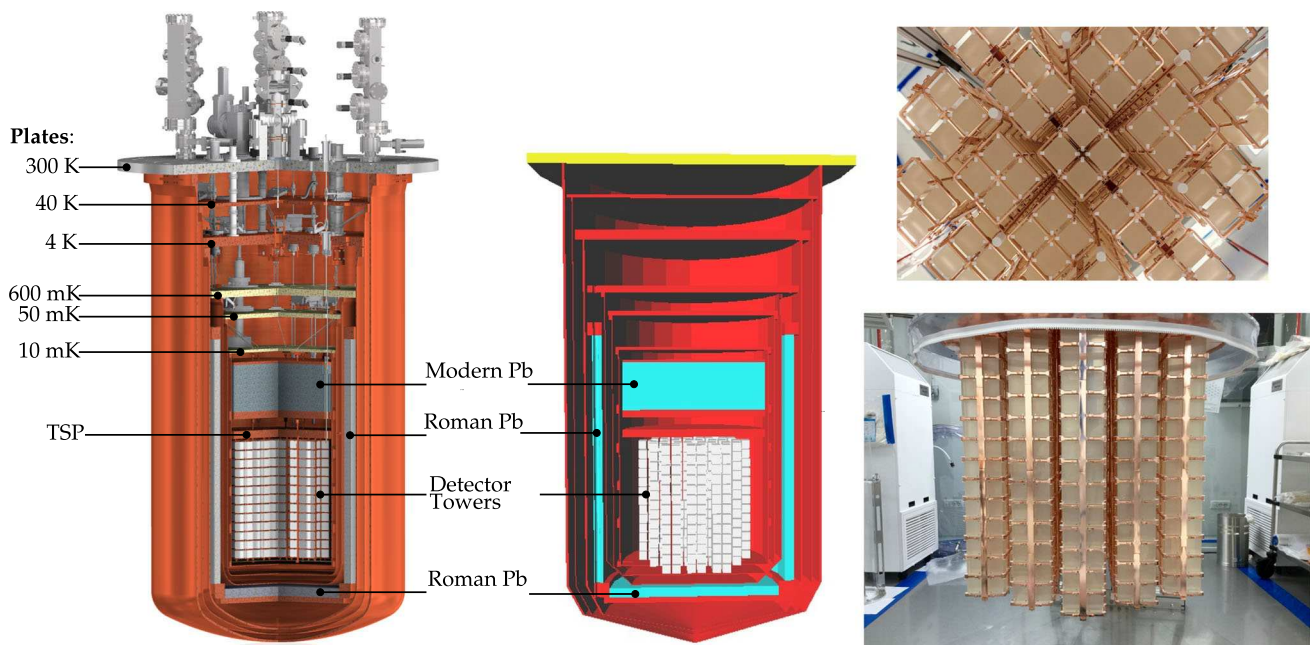 Plates:
300 K
40 K
4 K
600 mK
50 mK
10 mK
Modern Pb
TSP
Roman Pb
Detector
Towers
Roman Pb